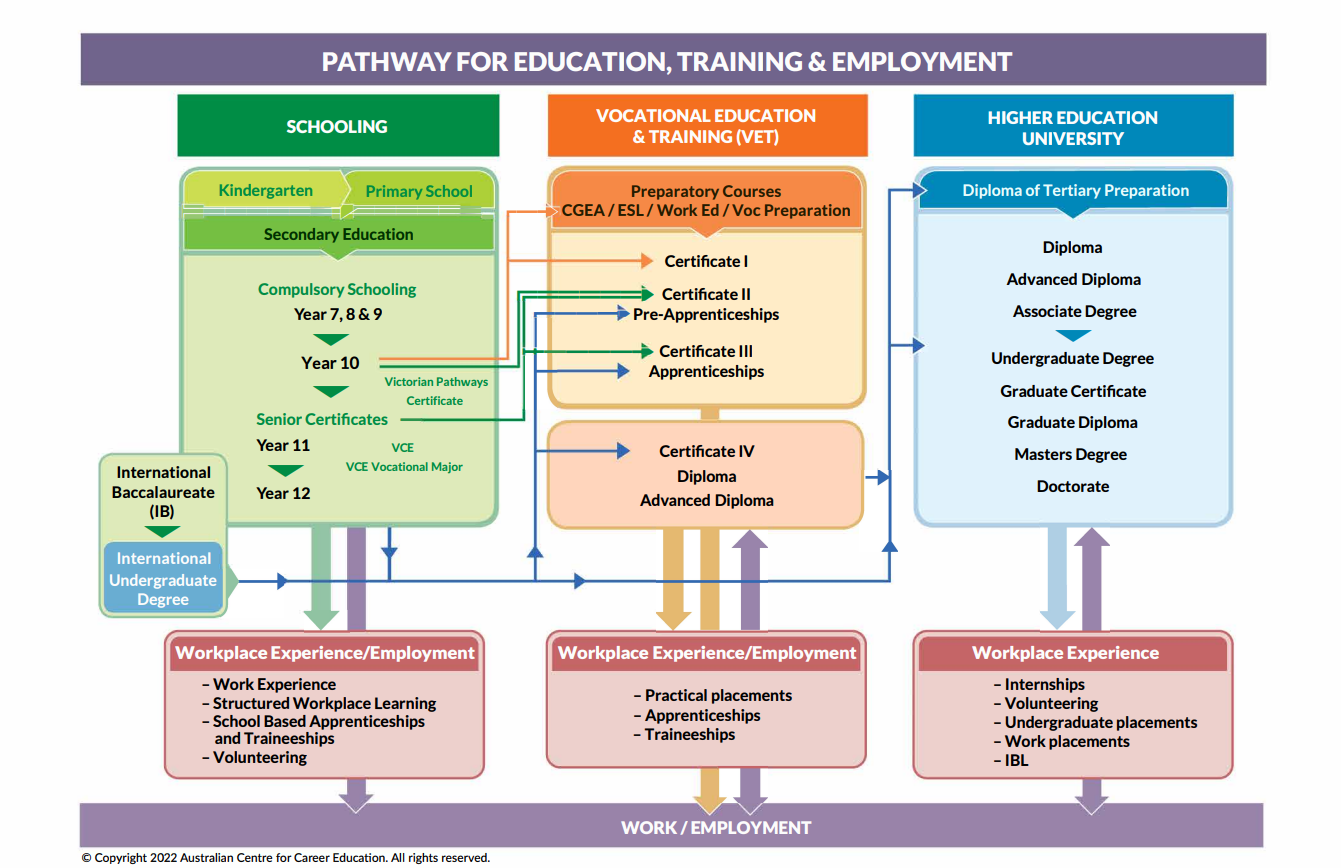 PATHWAY FOR EDUCATION, TRAINING & EMPLOYMENT
SCHOOLING
Kindergarten
Primary School
Secondary Education
Compulsory Schooling
Year 7, 8 & 9
Year 10
Victorian Pathways
Certificate
Senior Certificates
Year 11
VCE
VCE Vocational Major
Year 12
International
Baccalaureate
(IB)
International
Undergraduate
Degree
VOCATIONAL EDUCATION
& TRAINING (VET)
Preparatory Courses
CGEA / ESL / Work Ed / Voc Preparation
Certificate I
Certificate II
Pre-Apprenticeships
Certificate III
Apprenticeships
Certificate IV
Diploma
Advanced Diploma
HIGHER EDUCATION
UNIVERSITY
Diploma of Tertiary Preparation
Diploma
Advanced Diploma
Associate Degree
Undergraduate Degree
Graduate Certificate
Graduate Diploma
Masters Degree
Doctorate
Workplace Experience/Employment
– Work Experience
– Structured Workplace Learning
– School Based Apprenticeships
and Traineeships
– Volunteering
Workplace Experience/Employment
– Practical placements
– Apprenticeships
– Traineeships
Workplace Experience
– Internships
– Volunteering
– Undergraduate placements
– Work placements
– IBL
WORK / EMPLOYMENT
© Copyright 2022 Australian Centre for Career Education. All rights reserved.